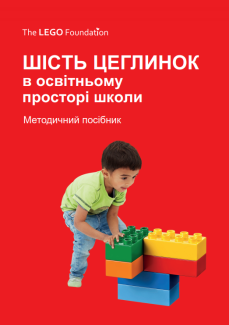 The LEGO Foundation
ШІСТЬ ЦЕГЛИНОК
в освітньому
просторі школи
Методичний посібник